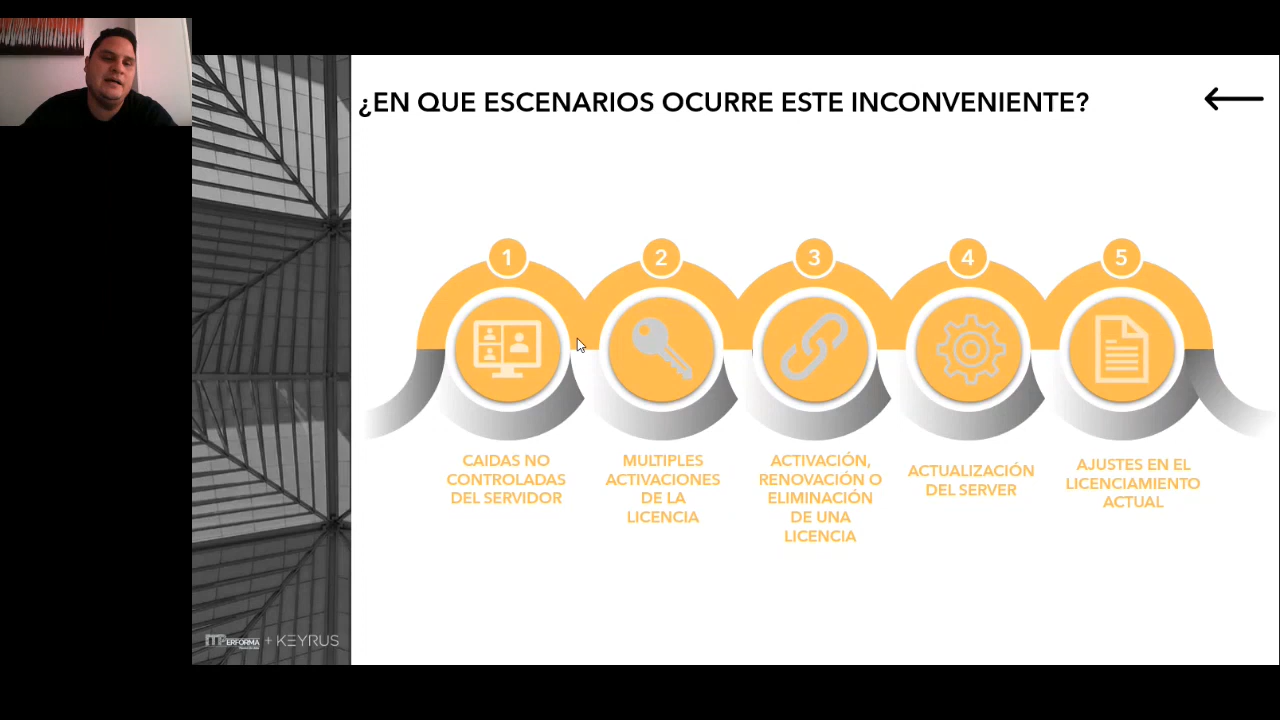 ¿EN QUE ESCENARIOS OCURRE ESTE INCONVENIENTE?
1
2
3
4
5
CAIDAS NO
CONTROLADAS
DEL SERVIDOR
MULTIPLES
ACTIVACIONES
DE LA
LICENCIA
ACTIVACIÓN,
RENOVACIÓN O
ELIMINACIÓN
DE UNA
LICENCIA
ACTUALIZACIÓN
DEL SERVER
AJUSTES EN EL
LICENCIAMIENTO
ACTUAL
PERFORMA + KEYRUS